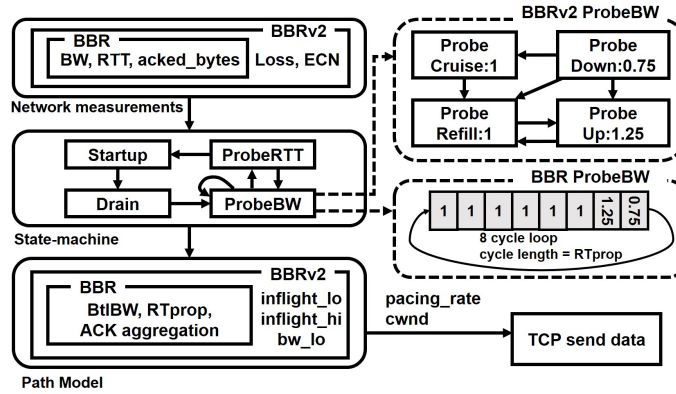 BBRv2
BBR
BW, RTT, acked_bytes
Loss, ECN
Network measurements
Startup
ProbeRTT
Drain
ProbeBW
State-machine
BBRv2
BBR
BtlBW, RTprop,
ACK aggregation
inflight_lo
inflight_hi
bw_lo
Path Model
BBRv2 ProbeBW
Probe
Cruise:1
Probe
Down:0.75
Probe
Refill:1
Probe
Up:1.25
BBR ProbeBW
1 1 1 1 1 1 1.25 0.75
8 cycle loop
cycle length = RTprop
pacing_rate
cwnd
TCP send data